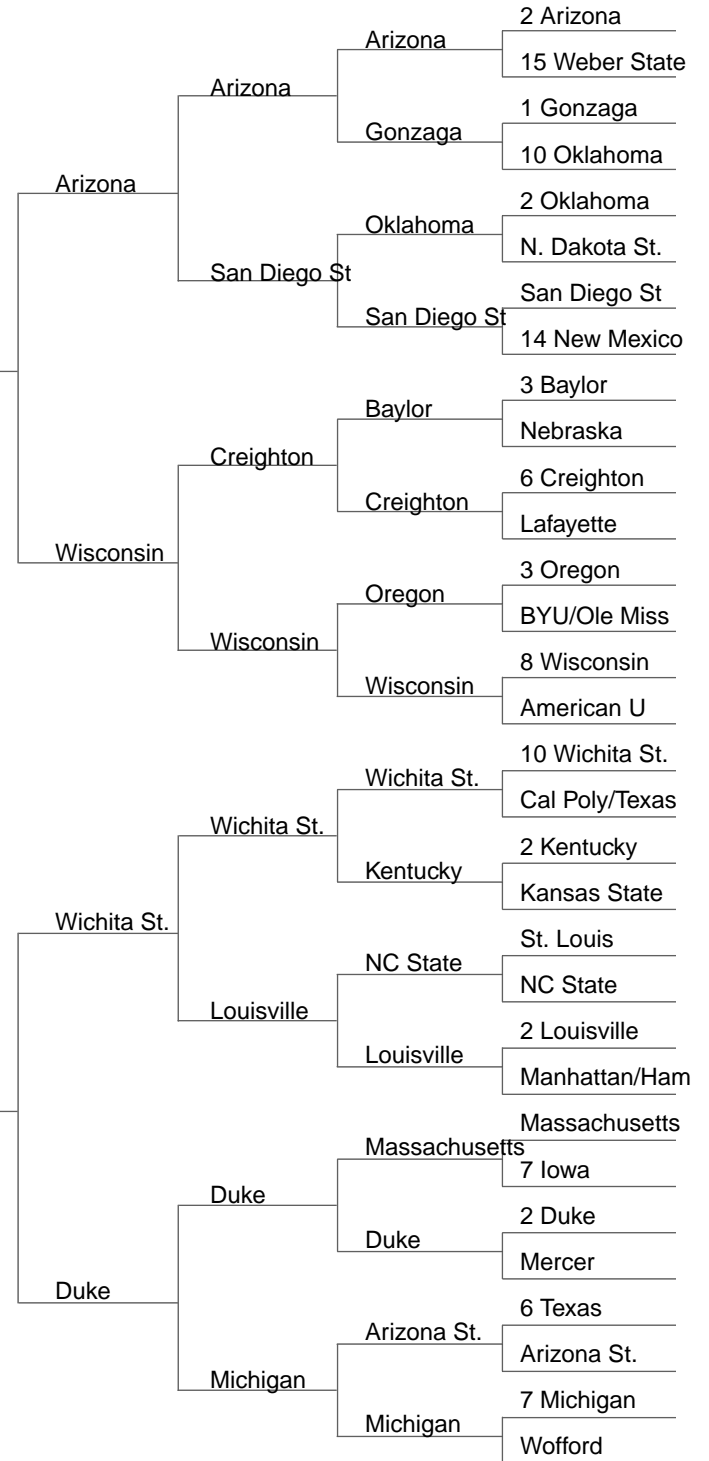 2 Arizona
Arizona
15 Weber State
Arizona
1 Gonzaga
Gonzaga
10 Oklahoma
Arizona
2 Oklahoma
Oklahoma
N. Dakota St.
San Diego St
San Diego St
San Diego St
14 New Mexico
3 Baylor
Baylor
Nebraska
Creighton
6 Creighton
Creighton
Lafayette
Wisconsin
3 Oregon
Oregon
BYU/Ole Miss
Wisconsin
8 Wisconsin
Wisconsin
American U
10 Wichita St.
Wichita St.
Cal Poly/Texas
Wichita St.
2 Kentucky
Kentucky
Kansas State
Wichita St.
St. Louis
NC State
NC State
Louisville
2 Louisville
Louisville
Manhattan/Ham
Massachusetts
Massachusetts
7 Iowa
Duke
2 Duke
Duke
Mercer
Duke
6 Texas
Arizona St.
Arizona St.
Michigan
7 Michigan
Michigan
Wofford